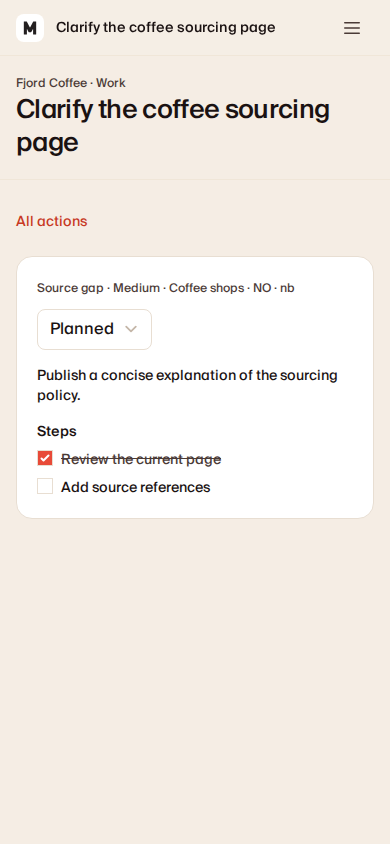 M
Clarify the coffee sourcing page
Fjord Coffee · Work
Clarify the coffee sourcing
page
All actions
Source gap · Medium · Coffee shops · NO · nb
Planned
Publish a concise explanation of the sourcing
policy.
Steps
Review the current page
Add source references